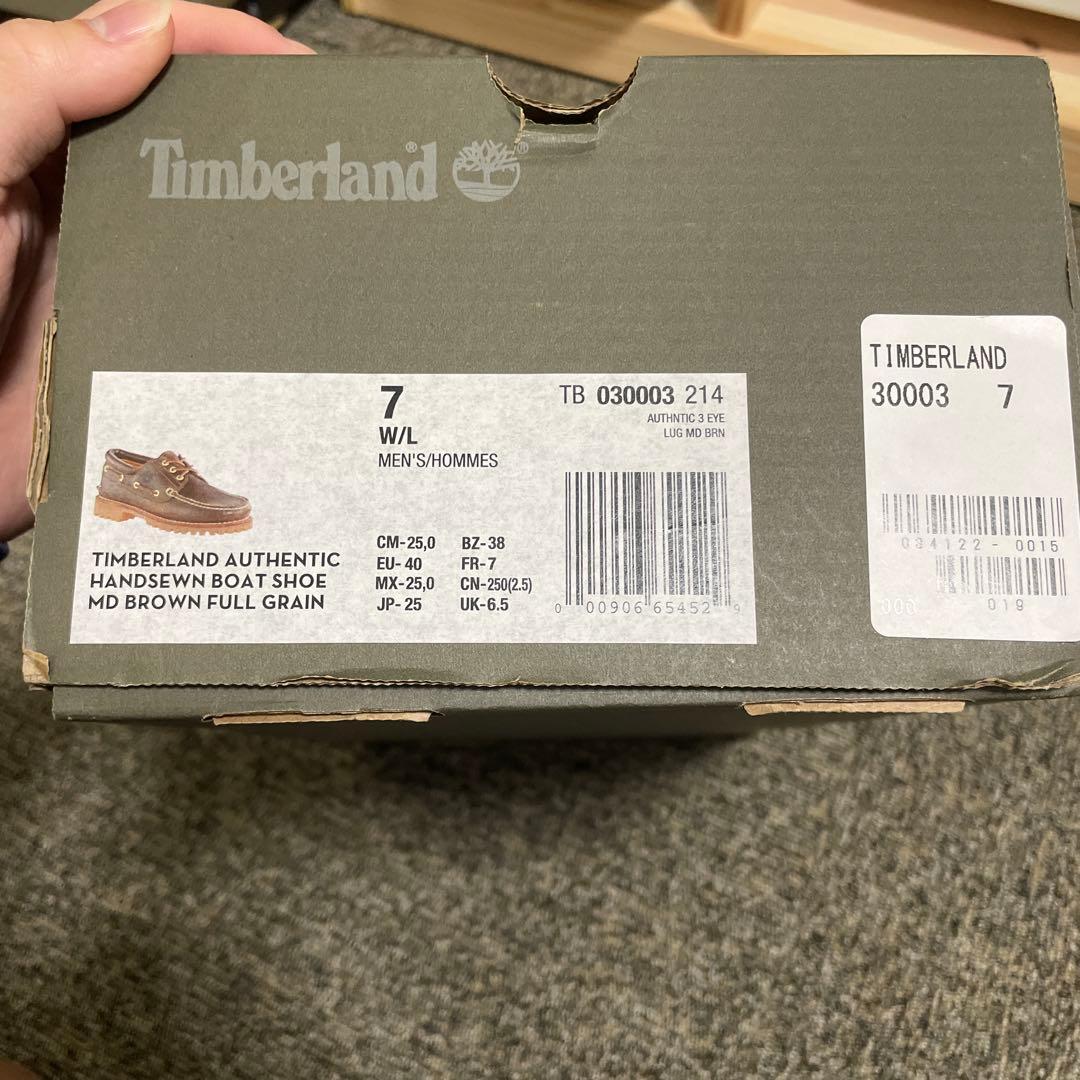 Timberland®
®
7
W/L
MEN'S/HOMMES
TB 030003 214
AUTHNTIC 3 EYE
LUG MD BRN
TIMBERLAND AUTHENTIC
HANDSEWN BOAT SHOE
MD BROWN FULL GRAIN
CM-25,0 BZ-38
EU- 40 FR-7
MX-25,0 CN-250(2.5)
JP- 25 UK-6.5
0 00906 65452 9
TIMBERLAND
30003 7
034122 - 0015
000 019